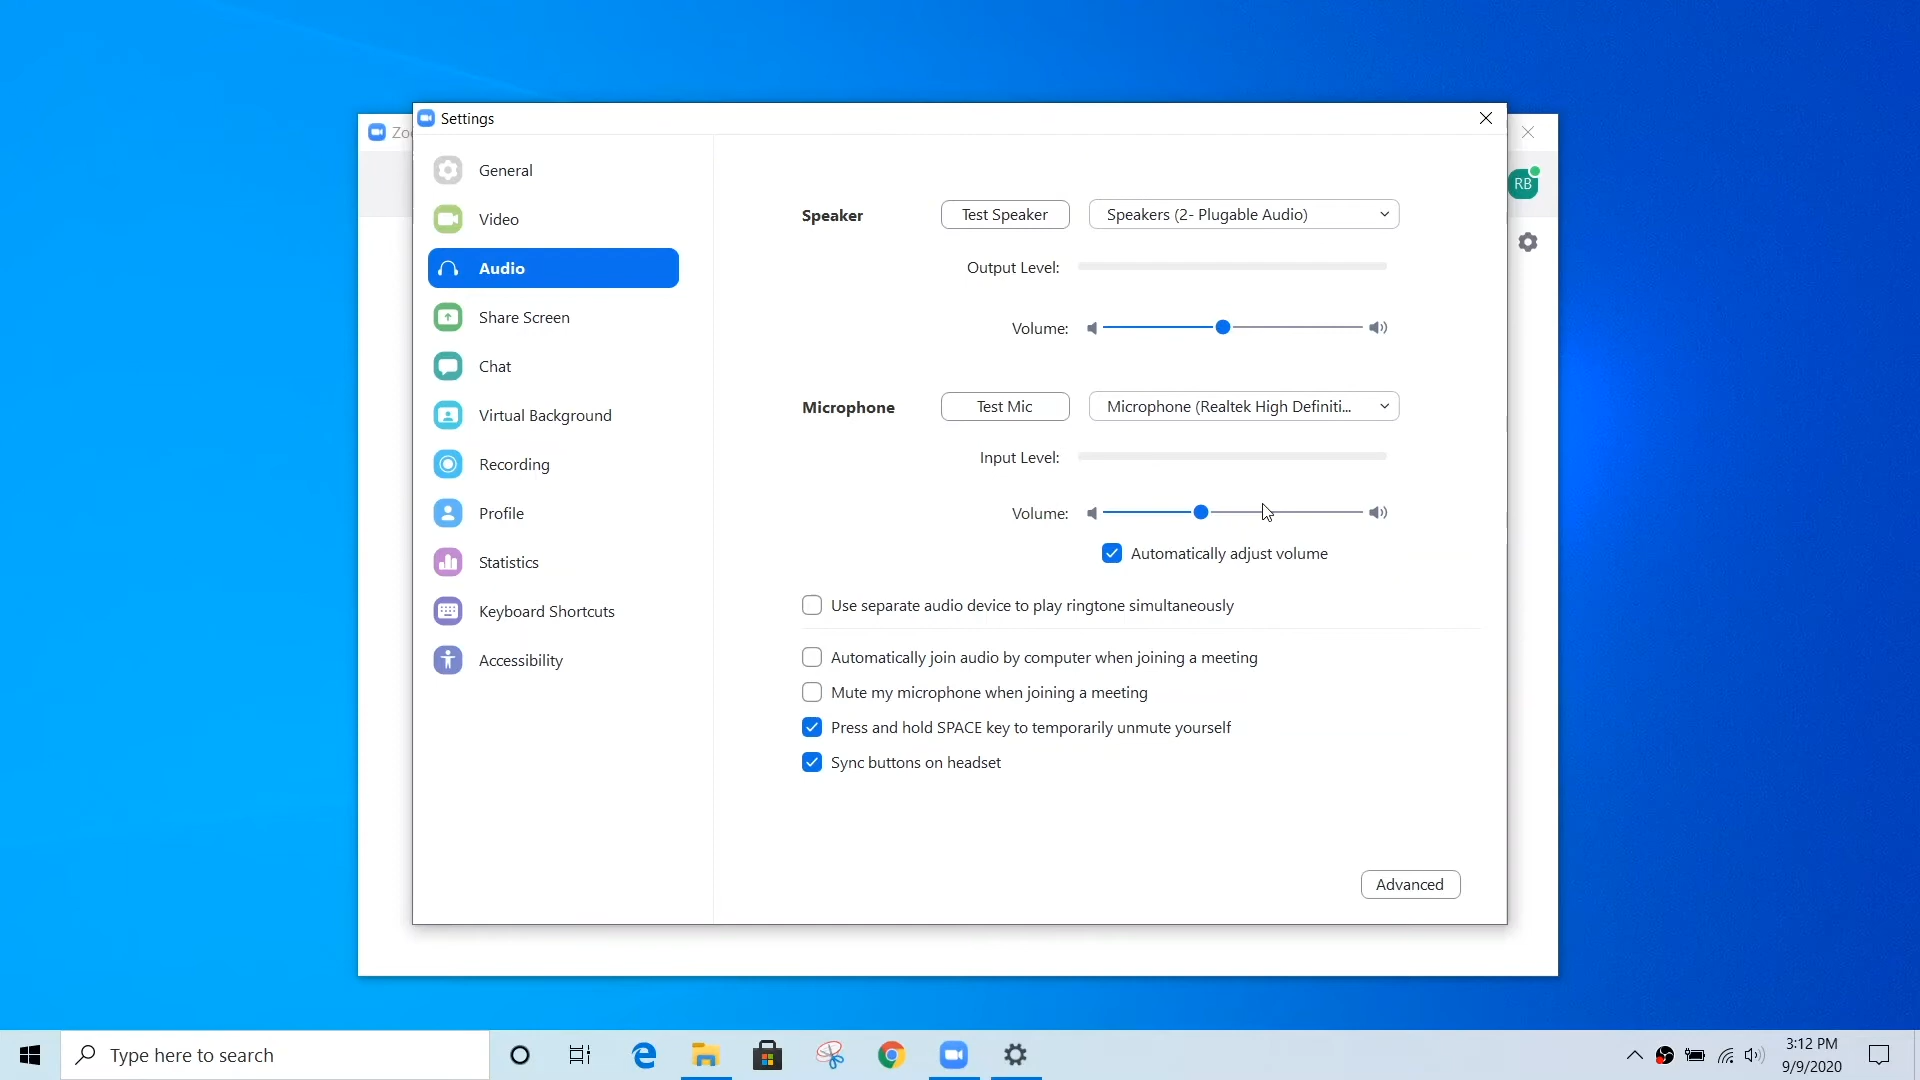 Zo
Settings
RB
General
Video
Audio
Share Screen
Chat
Virtual Background
Recording
Profile
Statistics
Keyboard Shortcuts
Accessibility
Speaker
Test Speaker
Speakers (2- Plugable Audio)
Output Level:
Volume:
Microphone
Test Mic
Microphone (Realtek High Definiti...
Input Level:
Volume:
Automatically adjust volume
Use separate audio device to play ringtone simultaneously
Automatically join audio by computer when joining a meeting
Mute my microphone when joining a meeting
Press and hold SPACE key to temporarily unmute yourself
Sync buttons on headset
Advanced
Type here to search
3:12 PM
9/9/2020